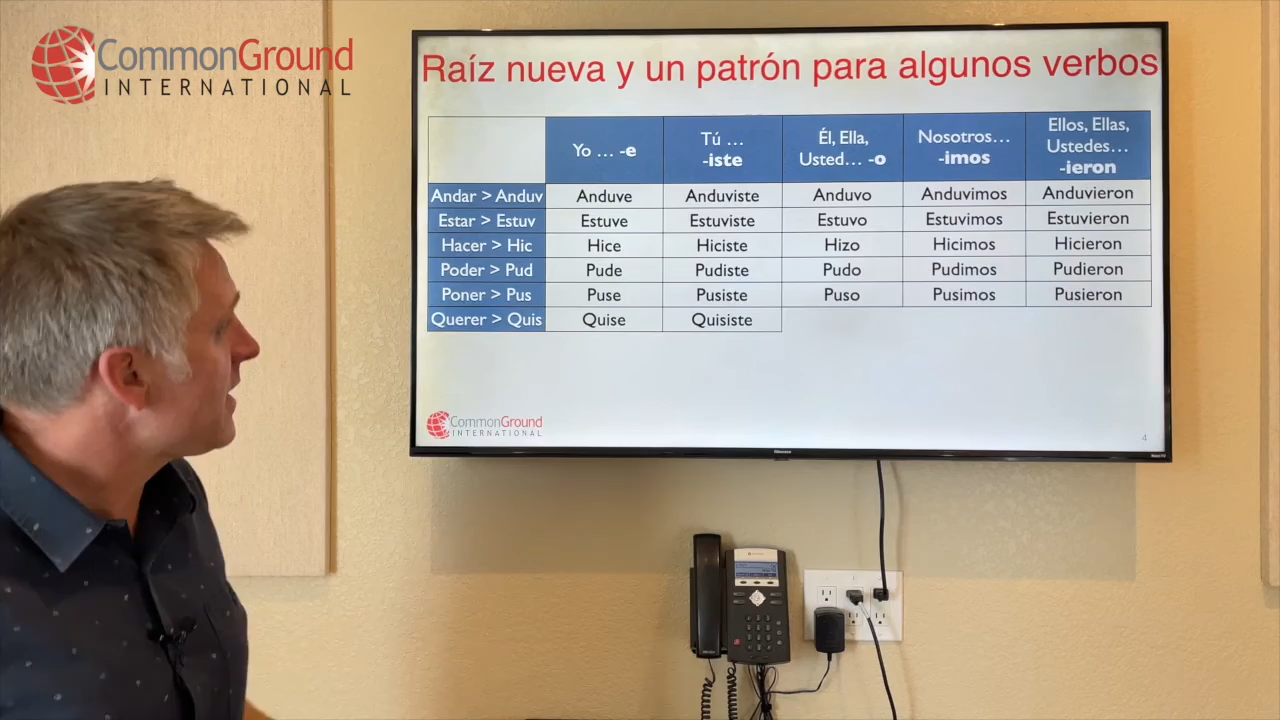 CommonGround
INTERNATIONAL
Raíz nueva y un patrón para algunos verbos
Yo … -e
Tú …
-iste
Él, Ella,
Usted… -o
Nosotros…
-imos
Ellos, Ellas,
Ustedes…
-ieron
Andar > Anduv Anduve Anduviste Anduvo Anduvimos Anduvieron
Estar > Estuv Estuve Estuviste Estuvo Estuvimos Estuvieron
Hacer > Hic Hice Hiciste Hizo Hicimos Hicieron
Poder > Pud Pude Pudiste Pudo Pudimos Pudieron
Poner > Pus Puse Pusiste Puso Pusimos Pusieron
Querer > Quis Quise Quisiste
CommonGround
INTERNATIONAL
4
Hisense
Roku TV